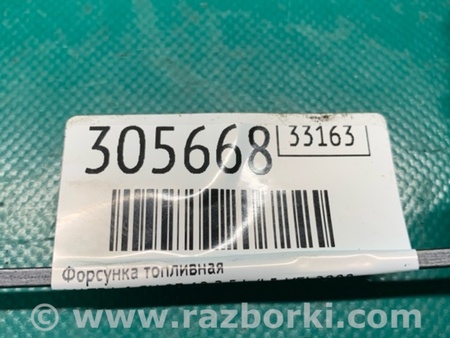 305668
33163
Форсунка топливная
© www.razborki.com